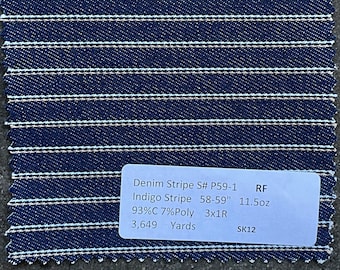 Denim Stripe S# P59-1 RF
Indigo Stripe 58-59" 11.5oz
93%C 7%Poly 3x1R
3,649 Yards SK12